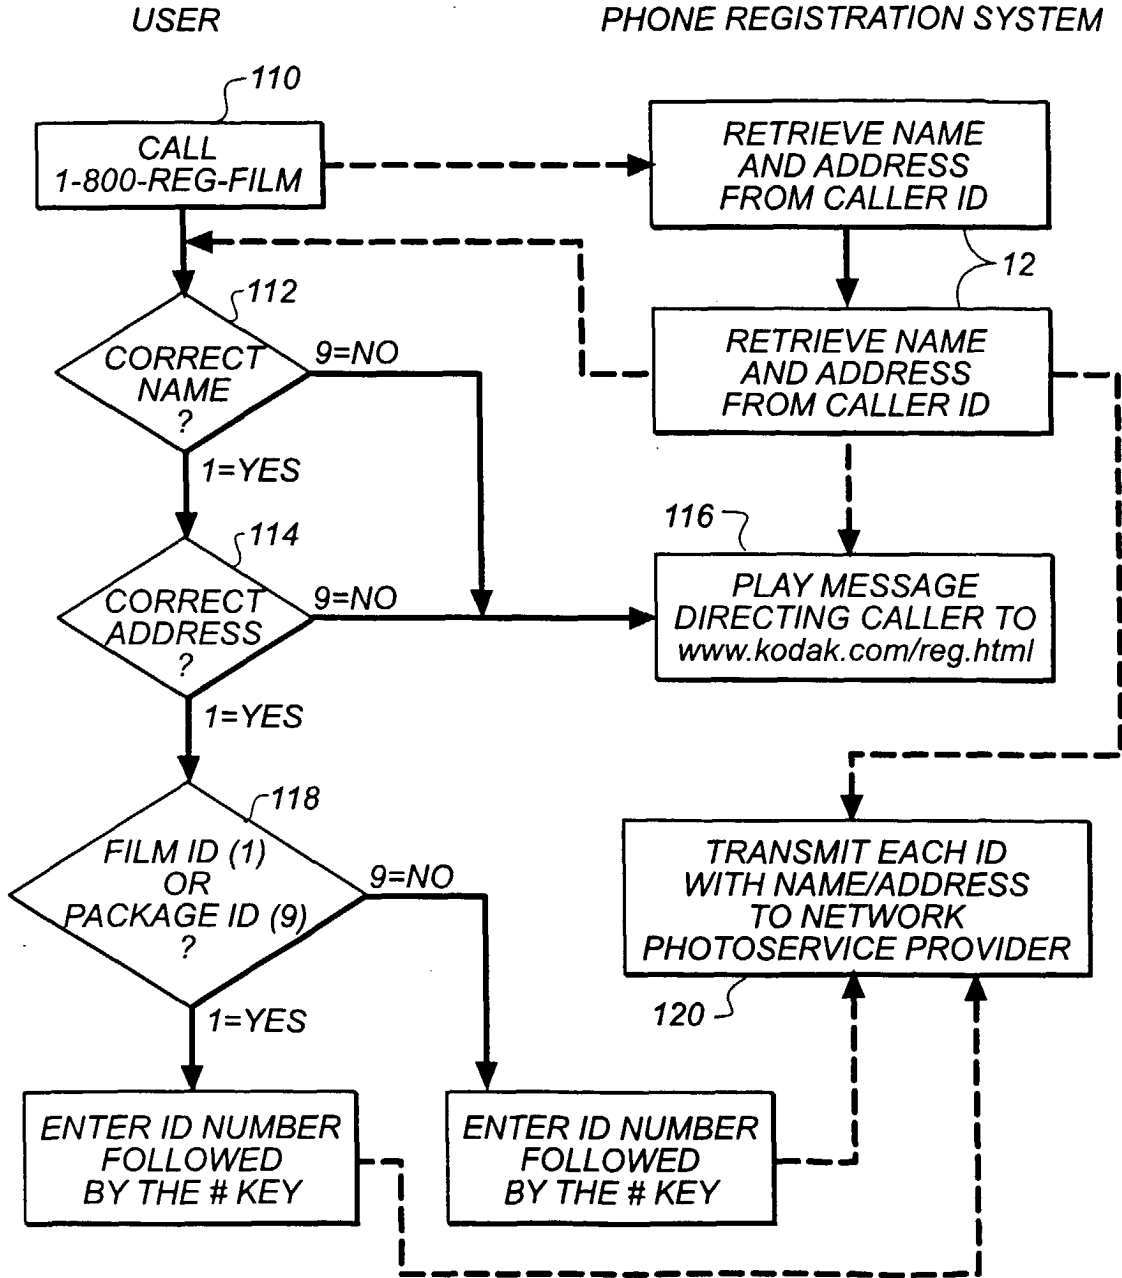 USER
PHONE REGISTRATION SYSTEM
110
CALL
1-800-REG-FILM
RETRIEVE NAME
AND ADDRESS
FROM CALLER ID
12
112
CORRECT
NAME
?
9=NO
1=YES
RETRIEVE NAME
AND ADDRESS
FROM CALLER ID
114
CORRECT
ADDRESS
?
9=NO
1=YES
116
PLAY MESSAGE
DIRECTING CALLER TO
www.kodak.com/reg.html
118
FILM ID (1)
OR
PACKAGE ID (9)
?
9=NO
1=YES
TRANSMIT EACH ID
WITH NAME/ADDRESS
TO NETWORK
PHOTOSERVICE PROVIDER
120
ENTER ID NUMBER
FOLLOWED
BY THE # KEY
ENTER ID NUMBER
FOLLOWED
BY THE # KEY